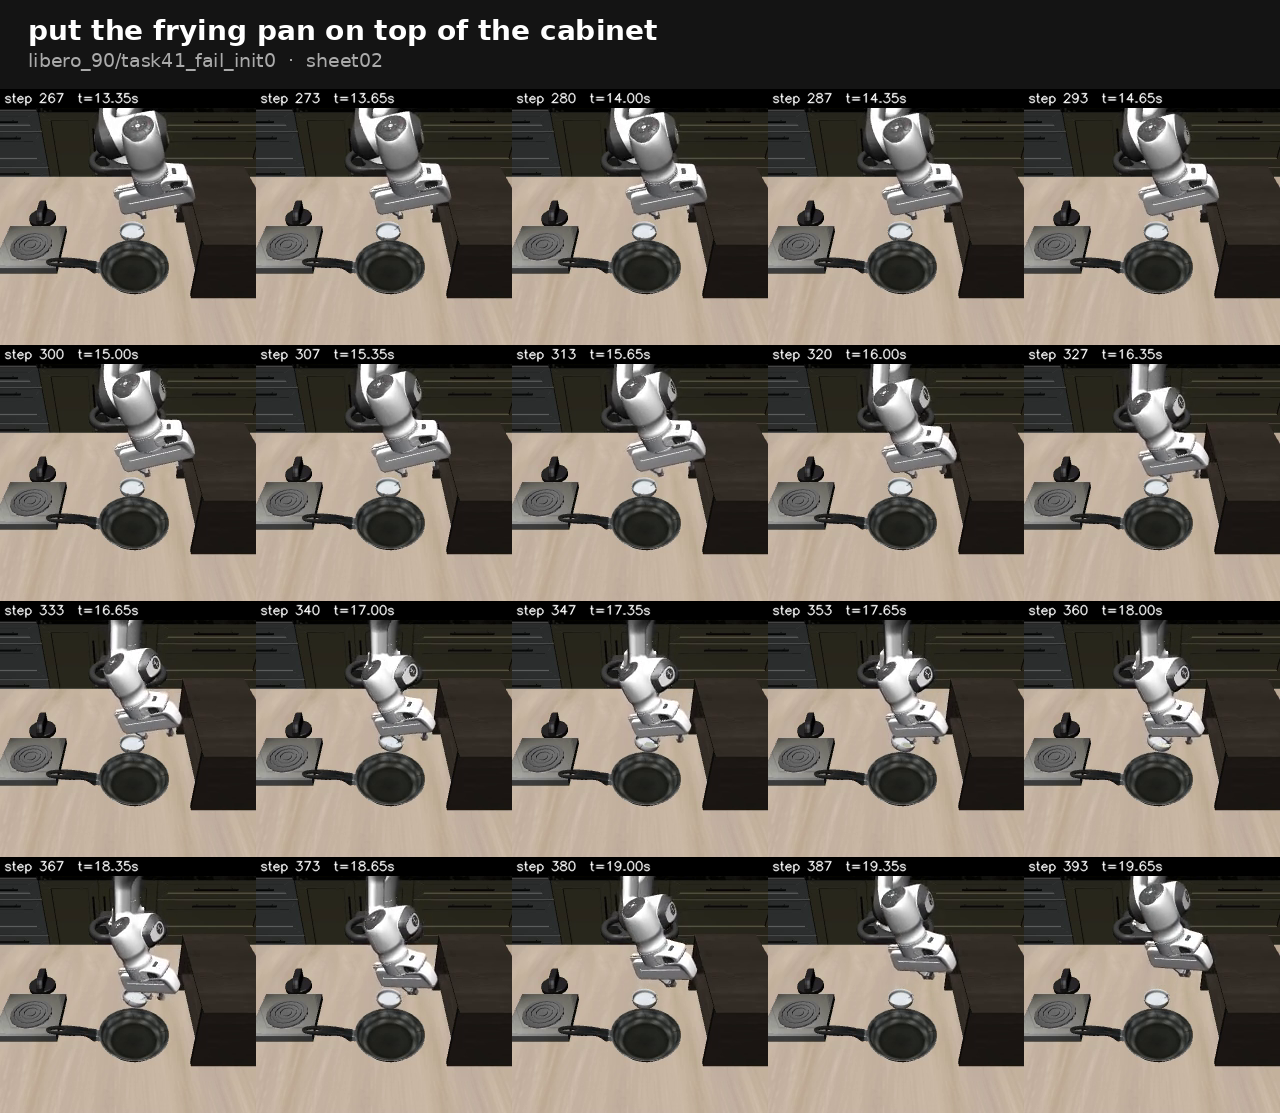 put the frying pan on top of the cabinet
libero_90/task41_fail_init0 · sheet02
step 267 t=13.35s
step 273 t=13.65s
step 280 t=14.00s
step 287 t=14.35s
step 293 t=14.65s
step 300 t=15.00s
step 307 t=15.35s
step 313 t=15.65s
step 320 t=16.00s
step 327 t=16.35s
step 333 t=16.65s
step 340 t=17.00s
step 347 t=17.35s
step 353 t=17.65s
step 360 t=18.00s
step 367 t=18.35s
step 373 t=18.65s
step 380 t=19.00s
step 387 t=19.35s
step 393 t=19.65s